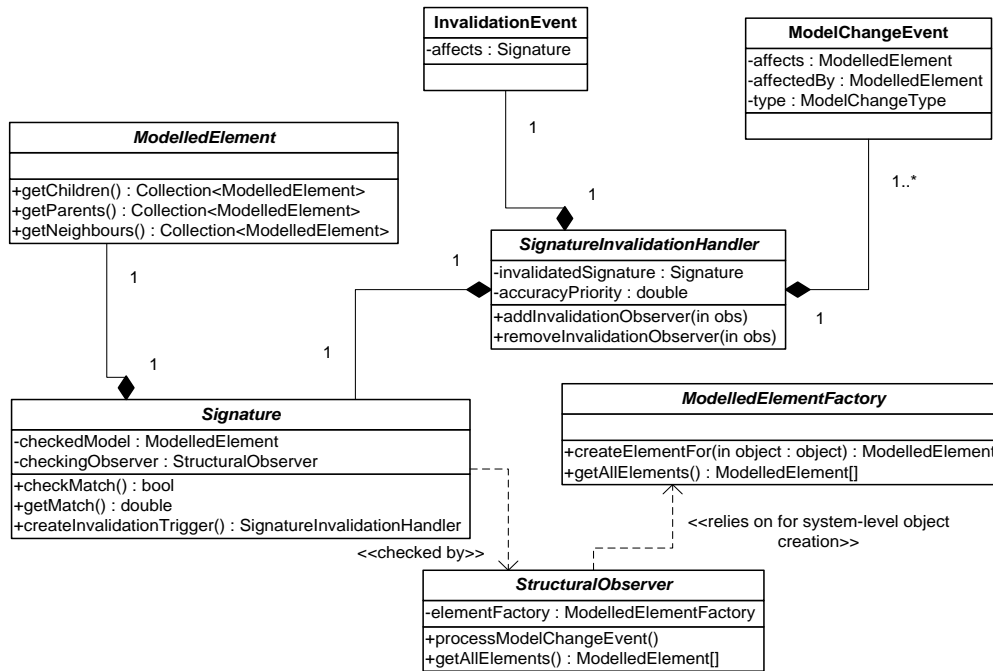 InvalidationEvent
-affects : Signature
ModelChangeEvent
-affects : ModelledElement
-affectedBy : ModelledElement
-type : ModelChangeType
ModelledElement
+getChildren() : Collection<ModelledElement>
+getParents() : Collection<ModelledElement>
+getNeighbours() : Collection<ModelledElement>
1
1
1..*
1
SignatureInvalidationHandler
-invalidatedSignature : Signature
-accuracyPriority : double
+addInvalidationObserver(in obs)
+removeInvalidationObserver(in obs)
1
1
1
1
Signature
-checkedModel : ModelledElement
-checkingObserver : StructuralObserver
+checkMatch() : bool
+getMatch() : double
+createInvalidationTrigger() : SignatureInvalidationHandler
ModelledElementFactory
+createElementFor(in object : object) : ModelledElement
+getAllElements() : ModelledElement[]
<<relies on for system-level object
creation>>
<<checked by>>
StructuralObserver
-elementFactory : ModelledElementFactory
+processModelChangeEvent()
+getAllElements() : ModelledElement[]